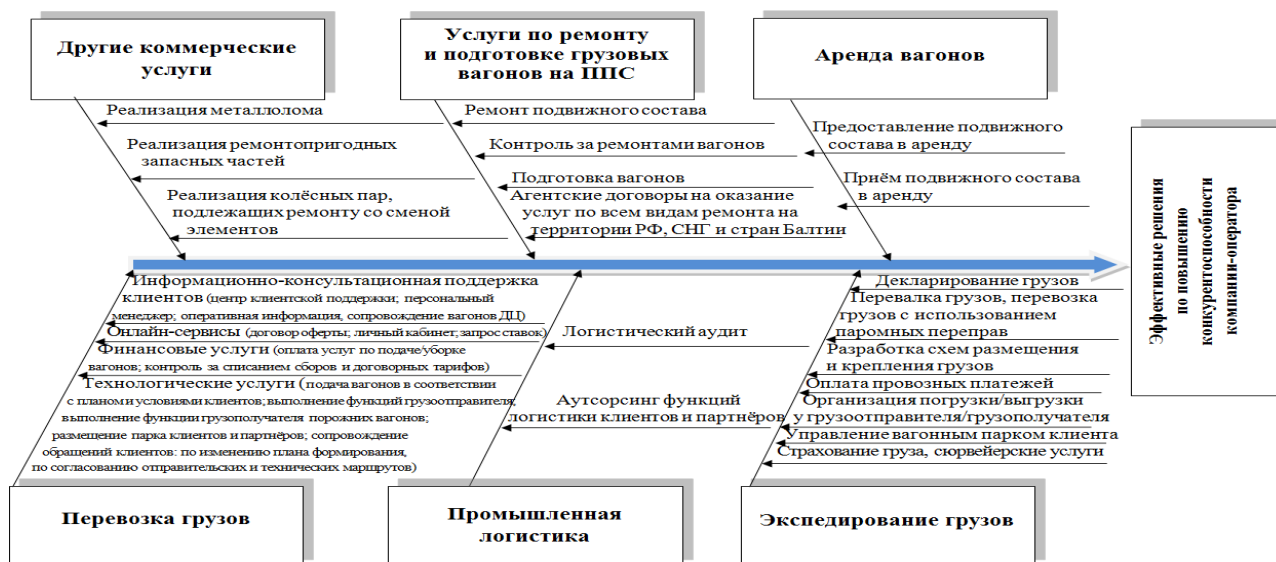 Другие коммерческие
услуги
Услуги по ремонту
и подготовке грузовых
вагонов на ППС
Аренда вагонов
Реализация металлолома
Реализация ремонтопригодных
запасных частей
Реализация колёсных пар,
подлежащих ремонту со сменой
элементов
Ремонт подвижного состава
Контроль за ремонтами вагонов
Подготовка вагонов
Агентские договоры на оказание
услуг по всем видам ремонта на
территории РФ, СНГ и стран Балтии
Предоставление подвижного
состава в аренду
Приём подвижного состава
в аренду
Эффективные решения
по повышению
конкурентоспособности
компании-оператора
Информационно-консультационная поддержка
клиентов (центр клиентской поддержки; персональный
менеджер; оперативная информация, сопровождение вагонов ДЦ)
Онлайн-сервисы (договор оферты; личный кабинет; запрос ставок)
Финансовые услуги (оплата услуг по подаче/уборке
вагонов; контроль за списанием сборов и договорных тарифов)
Технологические услуги (подача вагонов в соответствии
с планом и условиями клиентов; выполнение функций грузоотправителя;
выполнение функции грузополучателя порожних вагонов;
размещение парка клиентов и партнёров; сопровождение
обращений клиентов: по изменению плана формирования,
по согласованию отправительских и технических маршрутов)
Логистический аудит
Аутсорсинг функций
логистики клиентов и партнёров
Декларирование грузов
Перевалка грузов, перевозка
грузов с использованием
паромных переправ
Разработка схем размещения
и крепления грузов
Оплата провозных платежей
Организация погрузки/выгрузки
у грузоотправителя/грузополучателя
Управление вагонным парком клиента
Страхование груза, сюрвейерские услуги
Перевозка грузов
Промышленная
логистика
Экспедирование грузов